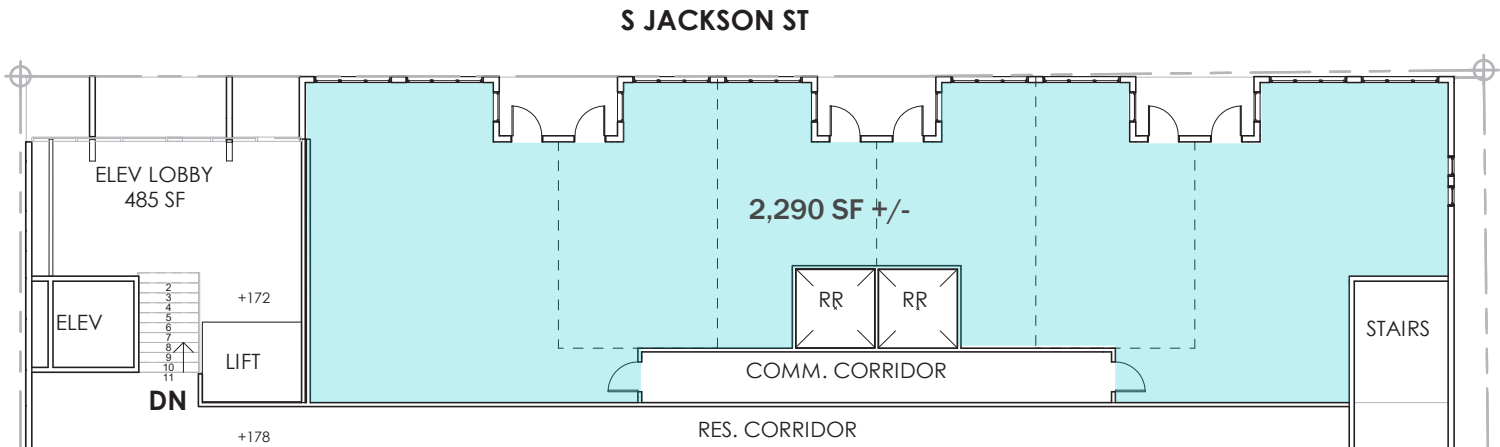 S JACKSON ST
ELEV LOBBY
485 SF
2,290 SF +/-
2
3
4
5
6
7
8
9
10
11
+172
ELEV
LIFT
DN
RR
RR
STAIRS
COMM. CORRIDOR
RES. CORRIDOR
+178